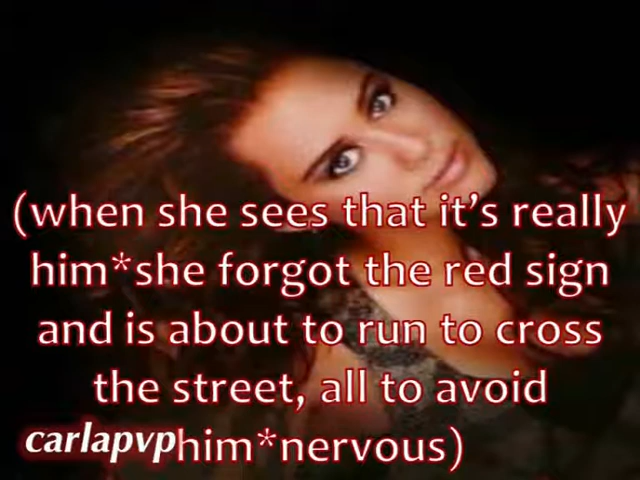 (when she sees that it’s really
him*she forgot the red sign
and is about to run to cross
the street, all to avoid
him*nervous)
carlapvp